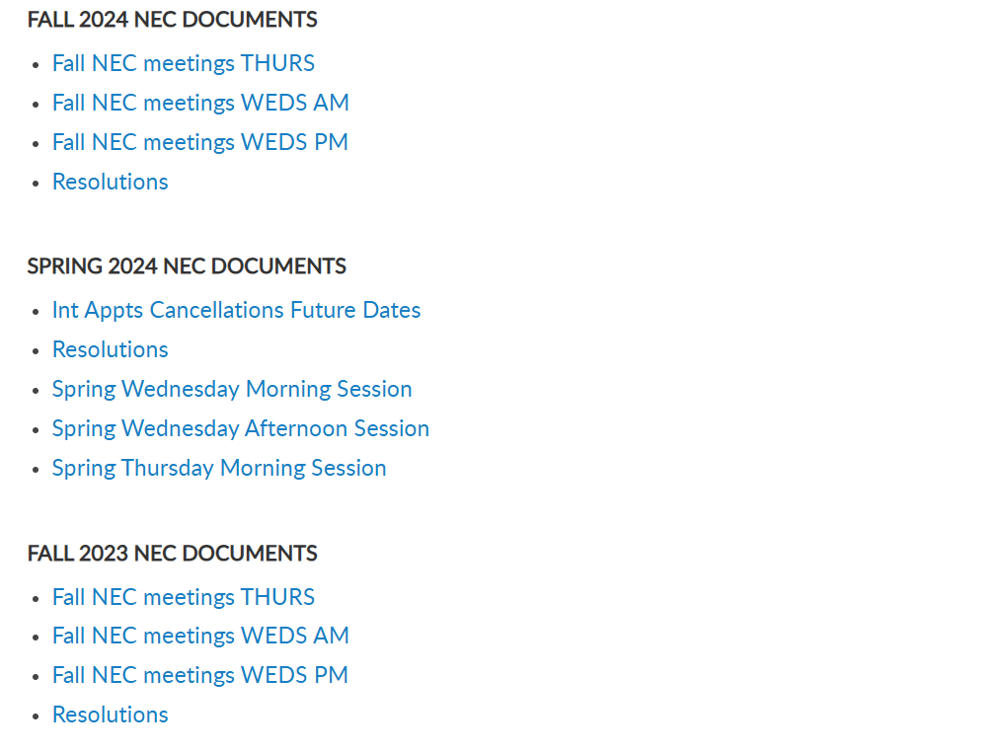 FALL 2024 NEC DOCUMENTS
Fall NEC meetings THURS
Fall NEC meetings WEDS AM
Fall NEC meetings WEDS PM
Resolutions
SPRING 2024 NEC DOCUMENTS
Int Appts Cancellations Future Dates
Resolutions
Spring Wednesday Morning Session
Spring Wednesday Afternoon Session
Spring Thursday Morning Session
FALL 2023 NEC DOCUMENTS
Fall NEC meetings THURS
Fall NEC meetings WEDS AM
Fall NEC meetings WEDS PM
Resolutions